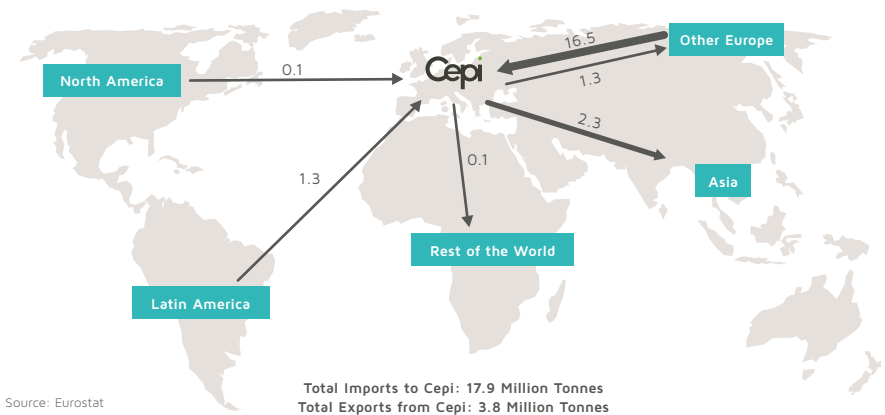 16.5
Other Europe
North America
0.1
Cepi
1.3
2.3
1.3
0.1
Asia
Rest of the World
Latin America
Total Imports to Cepi: 17.9 Million Tonnes
Source: Eurostat
Total Exports from Cepi: 3.8 Million Tonnes